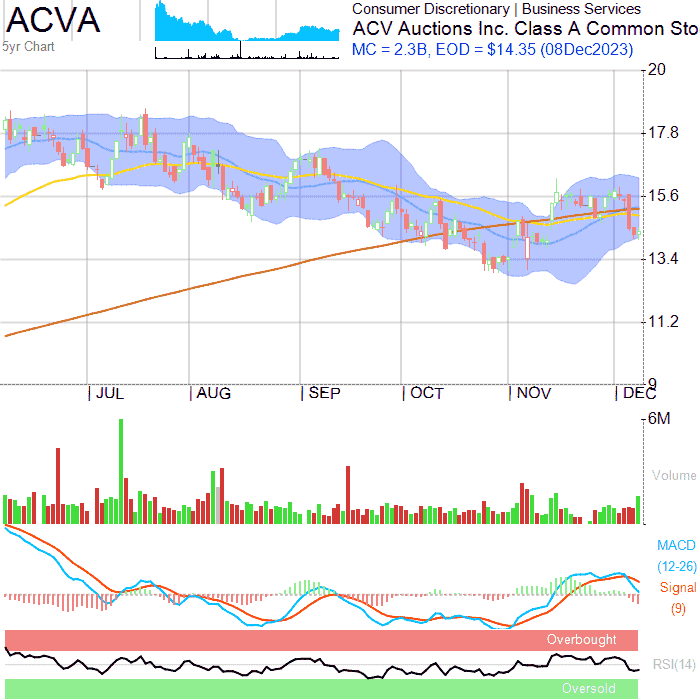 ACVA
5yr Chart
Consumer Discretionary | Business Services
ACV Auctions Inc. Class A Common Sto
MC = 2.3B, EOD = $14.35 (08Dec2023)
20
17.8
15.6
13.4
11.2
9
JUL AUG SEP OCT NOV DEC
6M
Volume
MACD
(12-26)
Signal
(9)
Overbought
RSI(14)
Oversold